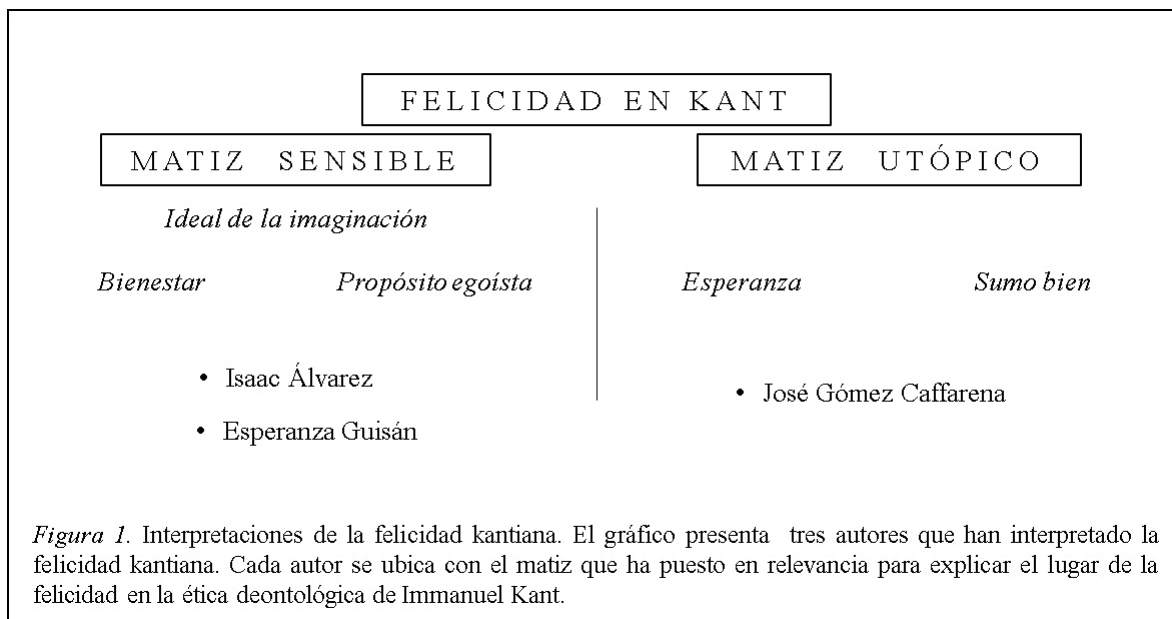 FELICIDAD EN KANT
MATIZ SENSIBLE
MATIZ UTÓPICO
Ideal de la imaginación
Bienestar
Propósito egoísta
Esperanza
Sumo bien
• Isaac Álvarez
• Esperanza Guisán
• José Gómez Caffarena
Figura 1. Interpretaciones de la felicidad kantiana. El gráfico presenta tres autores que han interpretado la
felicidad kantiana. Cada autor se ubica con el matiz que ha puesto en relevancia para explicar el lugar de la
felicidad en la ética deontológica de Immanuel Kant.